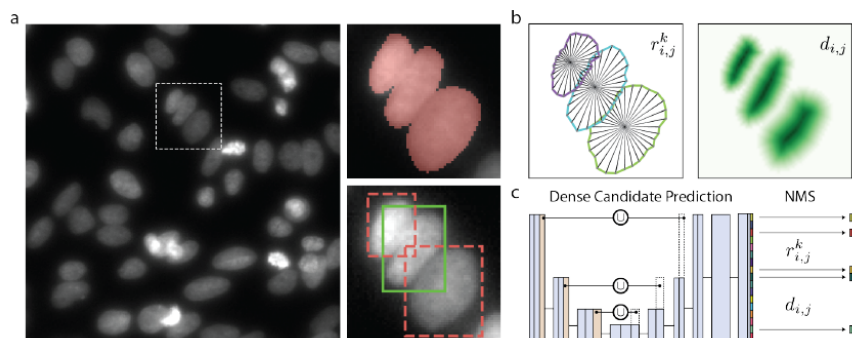 a
b
r^k_{i,j}
d_{i,j}
c
Dense Candidate Prediction
NMS
∪
r^k_{i,j}
∪
∪
d_{i,j}